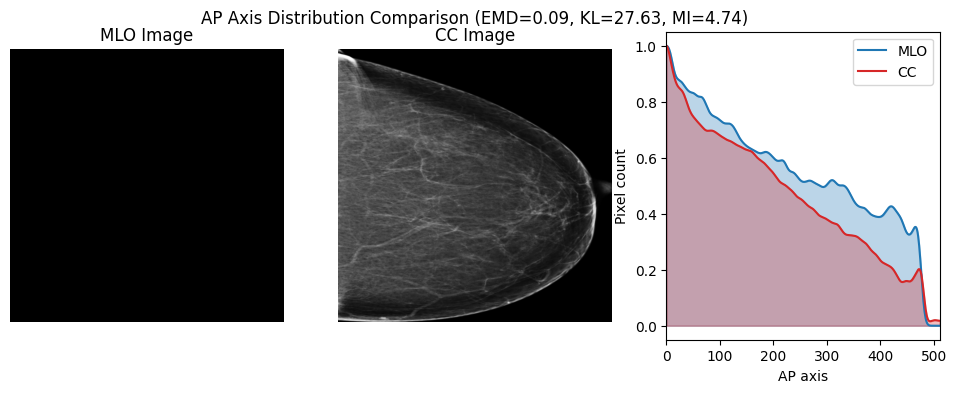 AP Axis Distribution Comparison (EMD=0.09, KL=27.63, MI=4.74)
MLO Image
CC Image
MLO
CC
Pixel count
1.0
0.8
0.6
0.4
0.2
0.0
0 100 200 300 400 500
AP axis